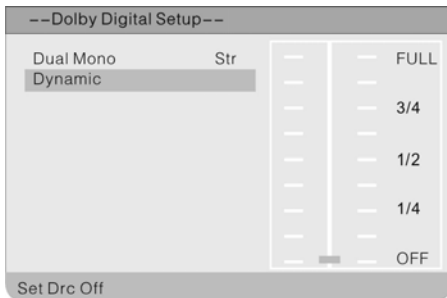 --Dolby Digital Setup--
Dual Mono Str
Dynamic
FULL
3/4
1/2
1/4
OFF
Set Drc Off